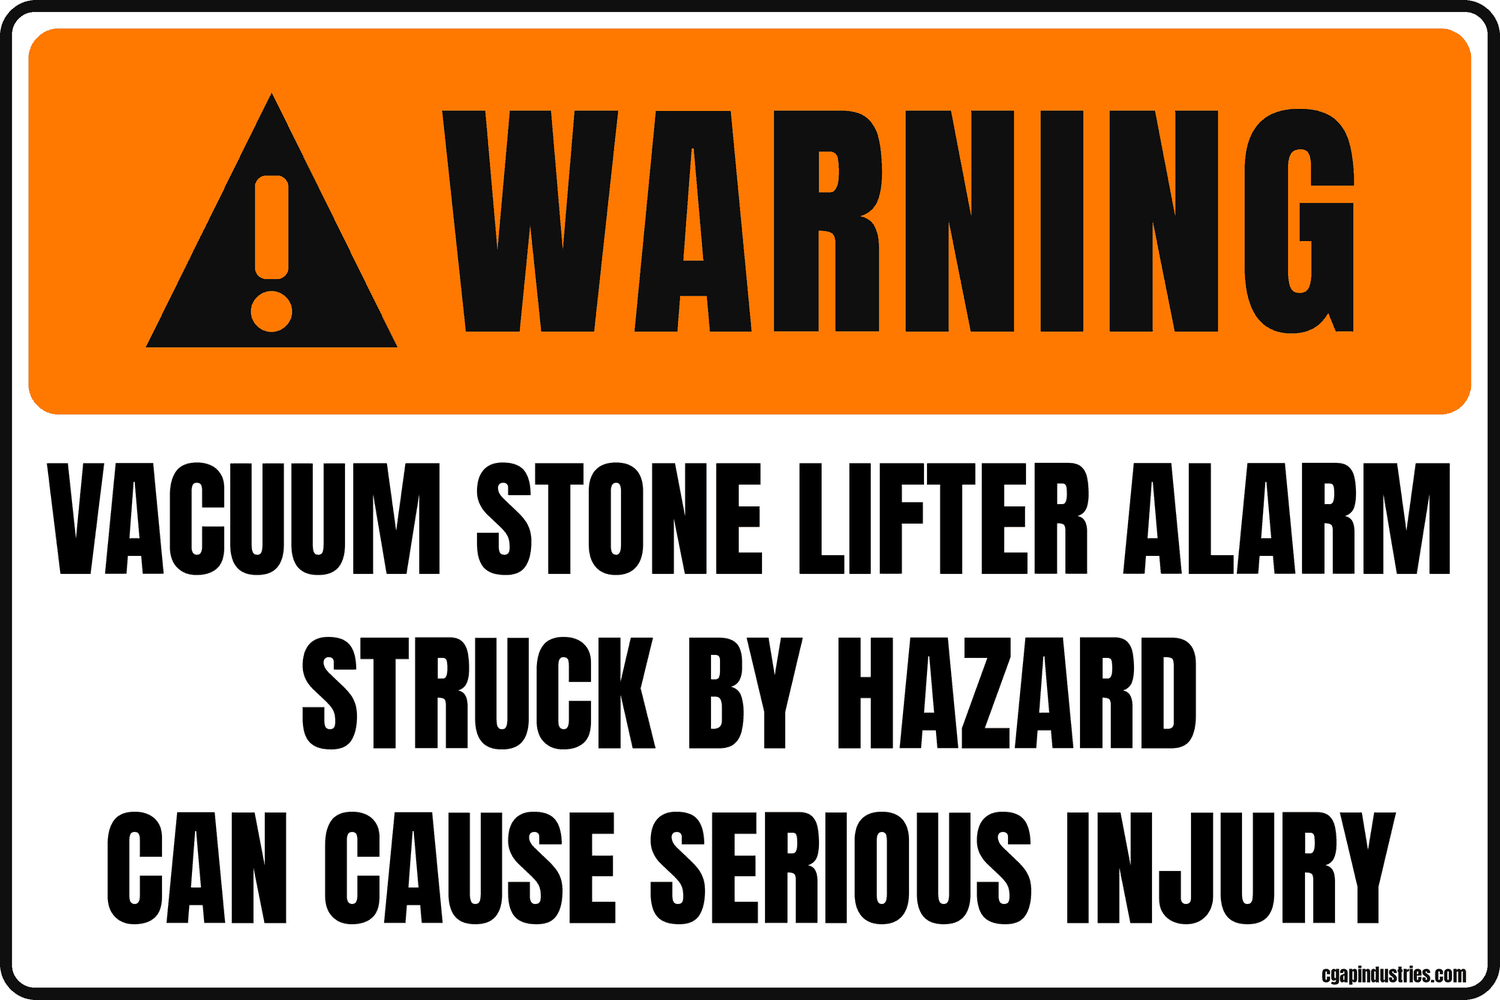 WARNING
VACUUM STONE LIFTER ALARM
STRUCK BY HAZARD
CAN CAUSE SERIOUS INJURY
cgapindustries.com